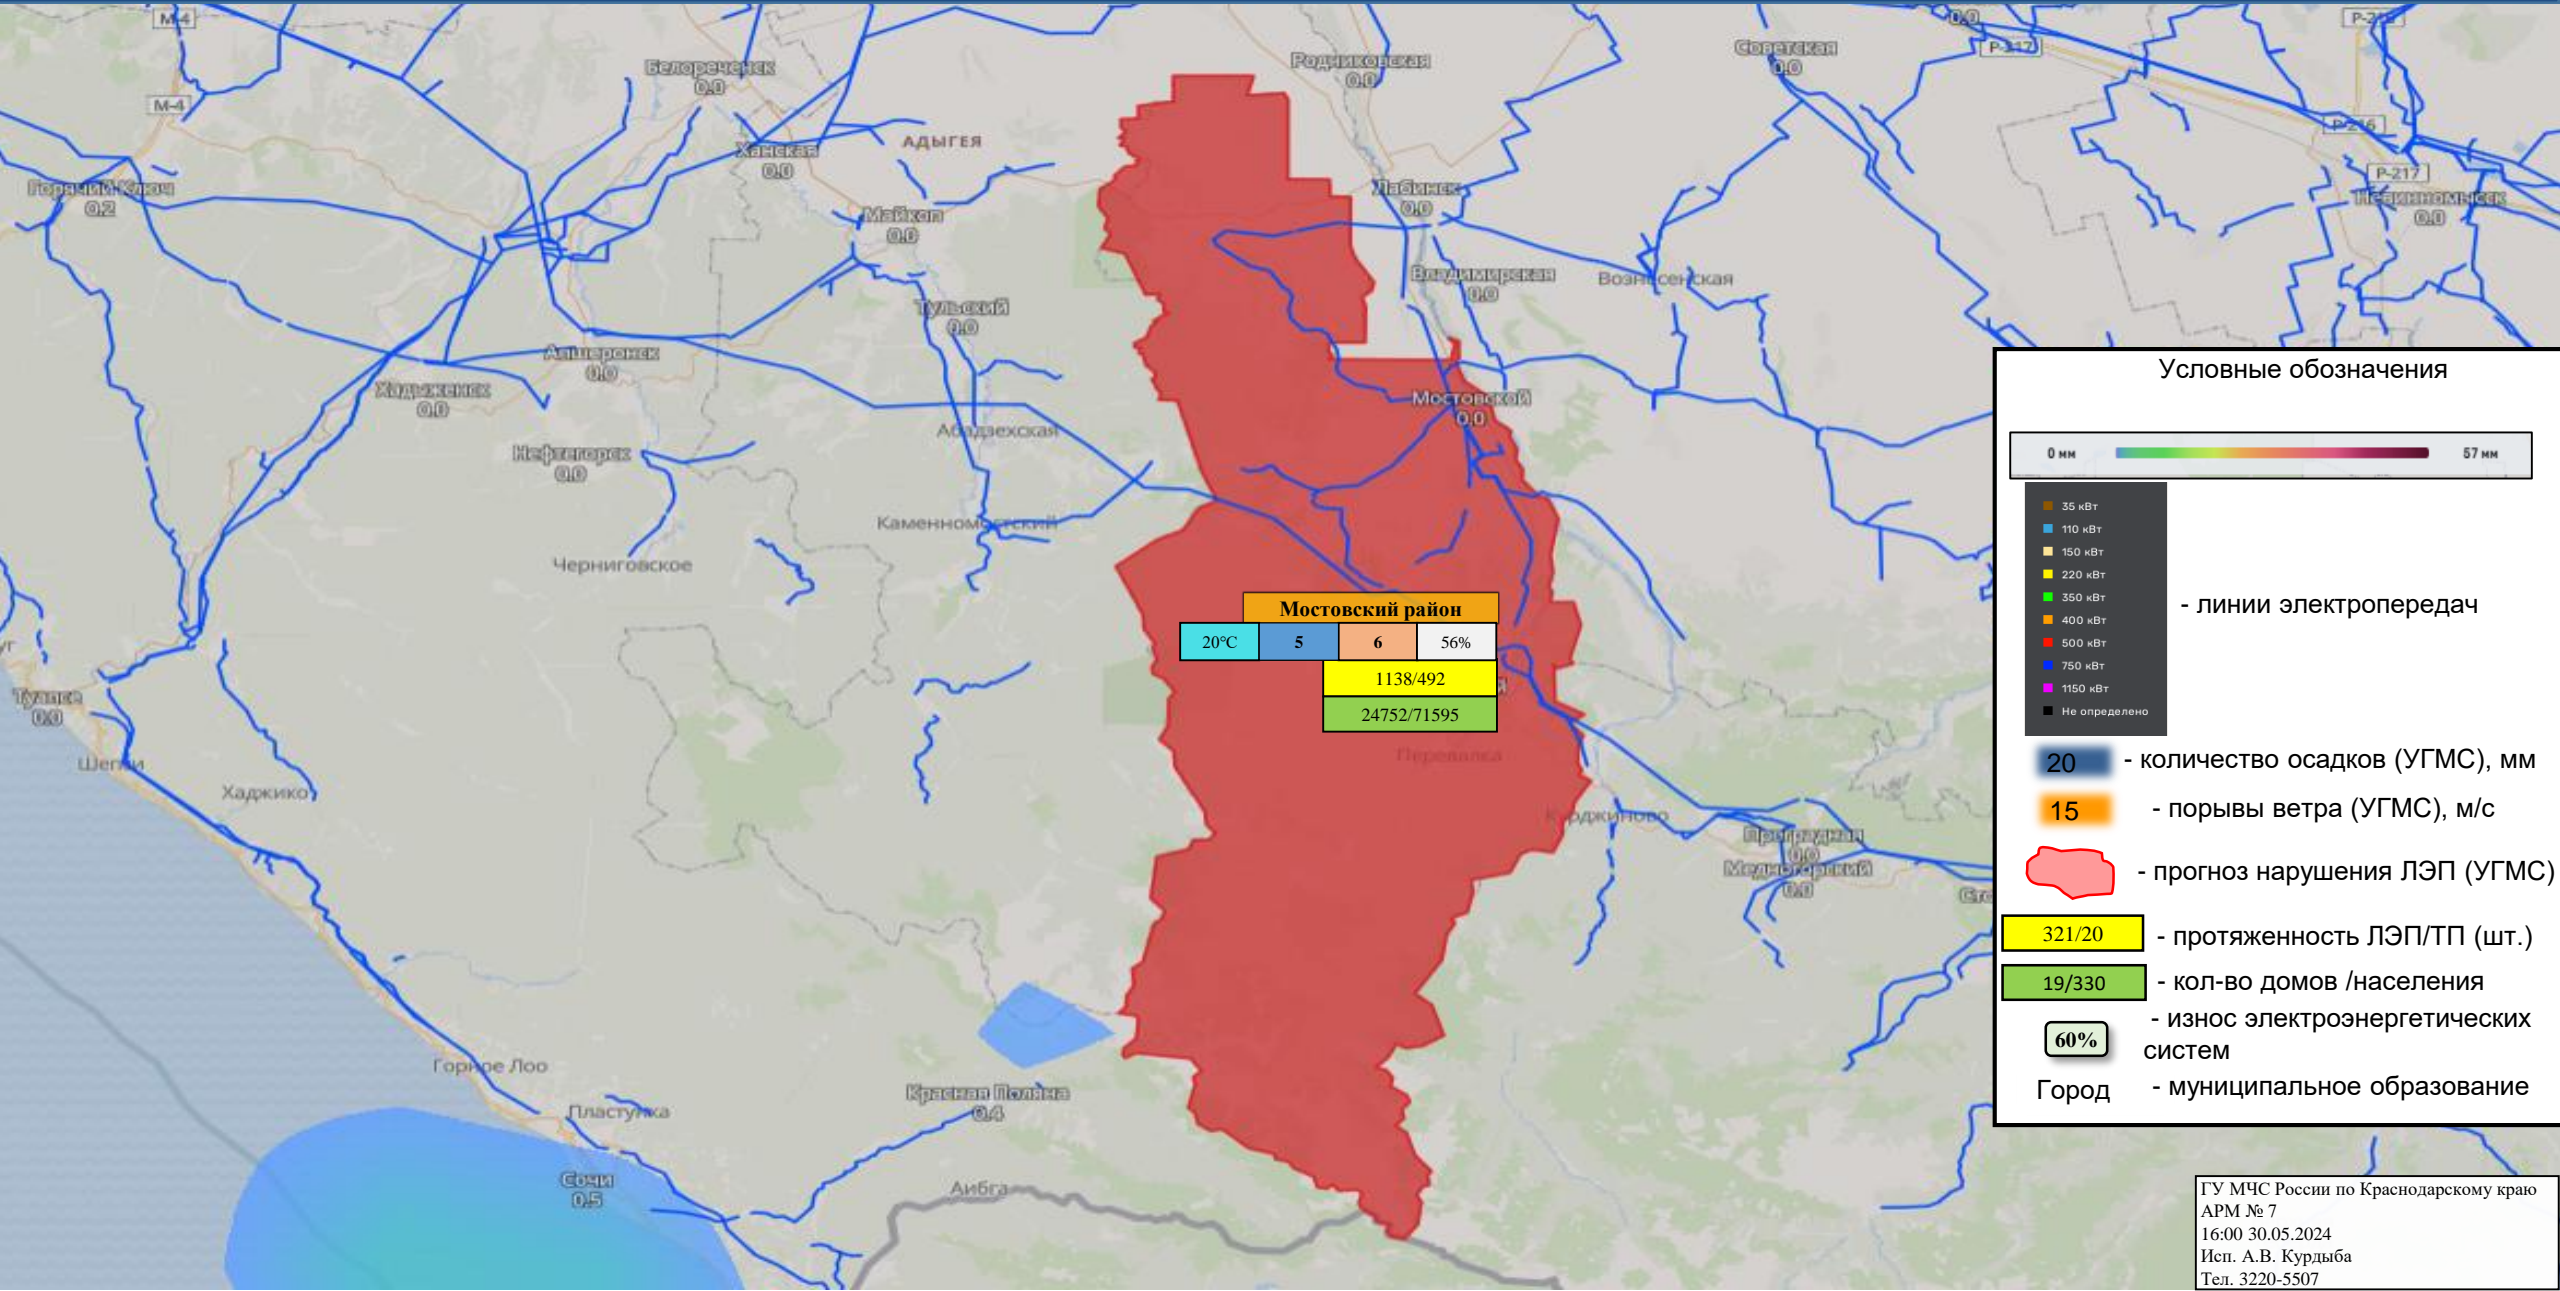 М-4
0.0
Р-217
Р-216
Советская
0.0
Родниковская
0.0
Белореченск
0.0
М-4
АДЫГЕЯ
Ханская
0.0
Р-217
Невинномысск
0.0
Горячий Ключ
0.2
Лабинск
0.0
Майкоп
0.0
Владимирская
0.0
Вознесенская
Тульский
0.0
Апшеронск
0.0
Хадыженск
0.0
Мостовской
0.0
Абадзехская
Нефтегорск
0.0
Каменномостский
Черниговское
Мостовский район
20°C
5
6
56%
1138/492
24752/71595
Перевалка
Туапсе
0.0
Шепси
Хаджико
Курджиново
Преградная
0.0
Медногорский
0.0
Горное Лоо
Красная Поляна
0.4
Пластунка
Сочи
0.5
Аибга
Условные обозначения
0 мм
57 мм
35 кВт
110 кВт
150 кВт
220 кВт
350 кВт
400 кВт
500 кВт
750 кВт
1150 кВт
Не определено
- линии электропередач
20 - количество осадков (УГМС), мм
15 - порывы ветра (УГМС), м/с
- прогноз нарушения ЛЭП (УГМС)
321/20 - протяженность ЛЭП/ТП (шт.)
19/330 - кол-во домов /населения
60% - износ электроэнергетических
систем
Город - муниципальное образование
ГУ МЧС России по Краснодарскому краю
АРМ № 7
16:00 30.05.2024
Исп. А.В. Курдыба
Тел. 3220-5507